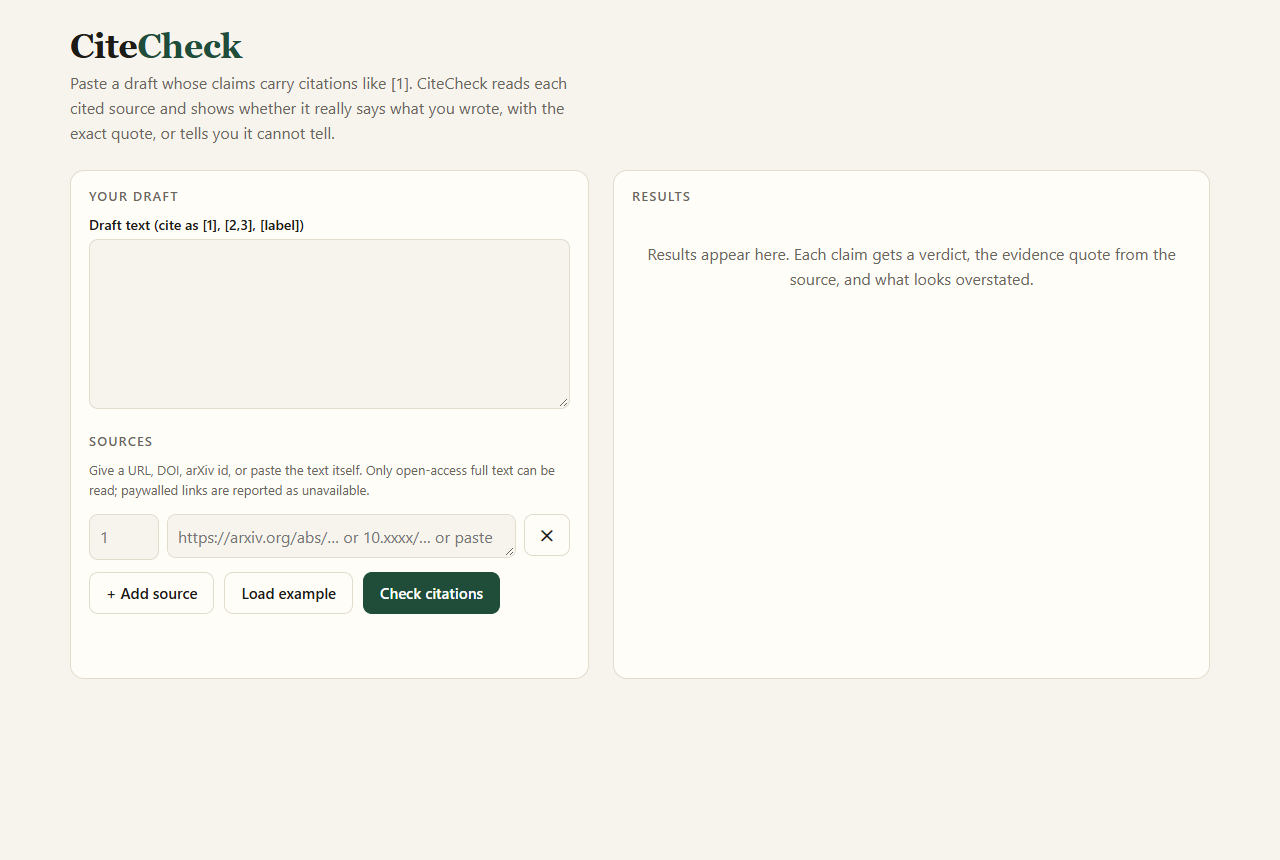 CiteCheck
Paste a draft whose claims carry citations like [1]. CiteCheck reads each
cited source and shows whether it really says what you wrote, with the
exact quote, or tells you it cannot tell.
YOUR DRAFT
Draft text (cite as [1], [2,3], [label])
SOURCES
Give a URL, DOI, arXiv id, or paste the text itself. Only open-access full text can be
read; paywalled links are reported as unavailable.
1
https://arxiv.org/abs/... or 10.xxxx/... or paste
✕
+ Add source
Load example
Check citations
RESULTS
Results appear here. Each claim gets a verdict, the evidence quote from the
source, and what looks overstated.